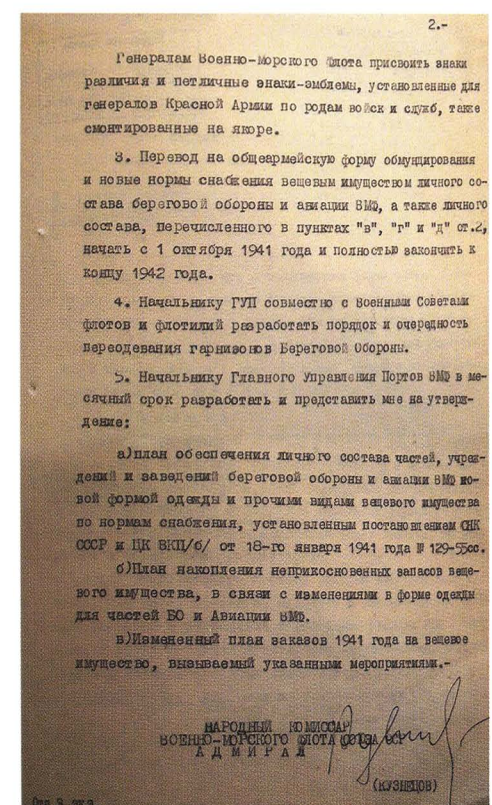 2.-
Генералам Военно-Морского Флота присвоить знаки
различия и петличные знаки-эмблемы, установленные для
генералов Красной Армии по родам войск и служб, также
смонтированные на якоре.
3. Перевод на общеармейскую форму обмундирования
и новые нормы снабжения вещевым имуществом личного со-
става береговой обороны и авиации ВМФ, а также личного
состава, перечисленного в пунктах "в", "г" и "д" ст.2,
начать с 1 октября 1941 года и полностью закончить к
концу 1942 года.
4. Начальнику ГУП совместно с Военными Советами
флотов и флотилий разработать порядок и очередность
переодевания гарнизонов Береговой Обороны.
5. Начальнику Главного Управления Портов ВМФ в ме-
сячный срок разработать и представить мне на утверж-
дение:
а)план обеспечения личного состава частей, учреж-
дений и заведений береговой обороны и авиации ВМФ но-
вой формой одежды и прочими видами вещевого имущества
по нормам снабжения, установленным постановлением СНК
СССР и ЦК ВКП/б/ от 18-го января 1941 года № 129-55сс.
б)План накопления неприкосновенных запасов веще-
вого имущества, в связи с изменениями в форме одежды
для частей БО и Авиации ВМФ.
в)Измененный план заказов 1941 года на вещевое
имущество, вызываемый указанными мероприятиями.-
НАРОДНЫЙ КОМИССАР
ВОЕННО-МОРСКОГО ФЛОТА СОЮЗА ССР
АДМИРАЛ
(КУЗНЕЦОВ)